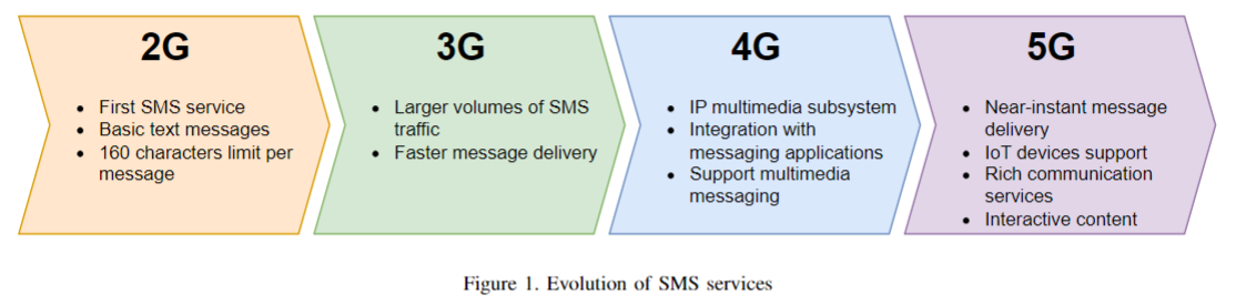 2G
• First SMS service
• Basic text messages
• 160 characters limit per
message
3G
• Larger volumes of SMS
traffic
• Faster message delivery
4G
• IP multimedia subsystem
• Integration with
messaging applications
• Support multimedia
messaging
5G
• Near-instant message
delivery
• IoT devices support
• Rich communication
services
• Interactive content
Figure 1. Evolution of SMS services